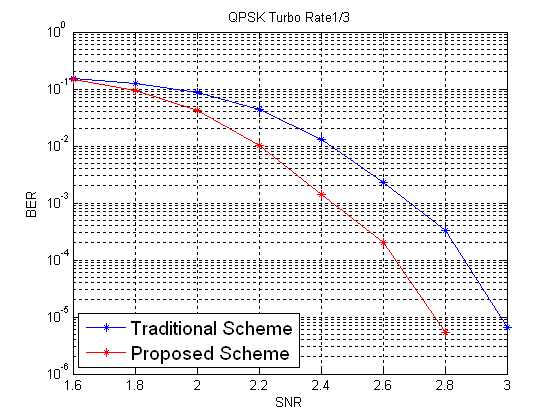 QPSK Turbo Rate1/3
10^0
10^-1
10^-2
10^-3
10^-4
10^-5
10^-6
BER
Traditional Scheme
Proposed Scheme
1.6 1.8 2 2.2 2.4 2.6 2.8 3
SNR